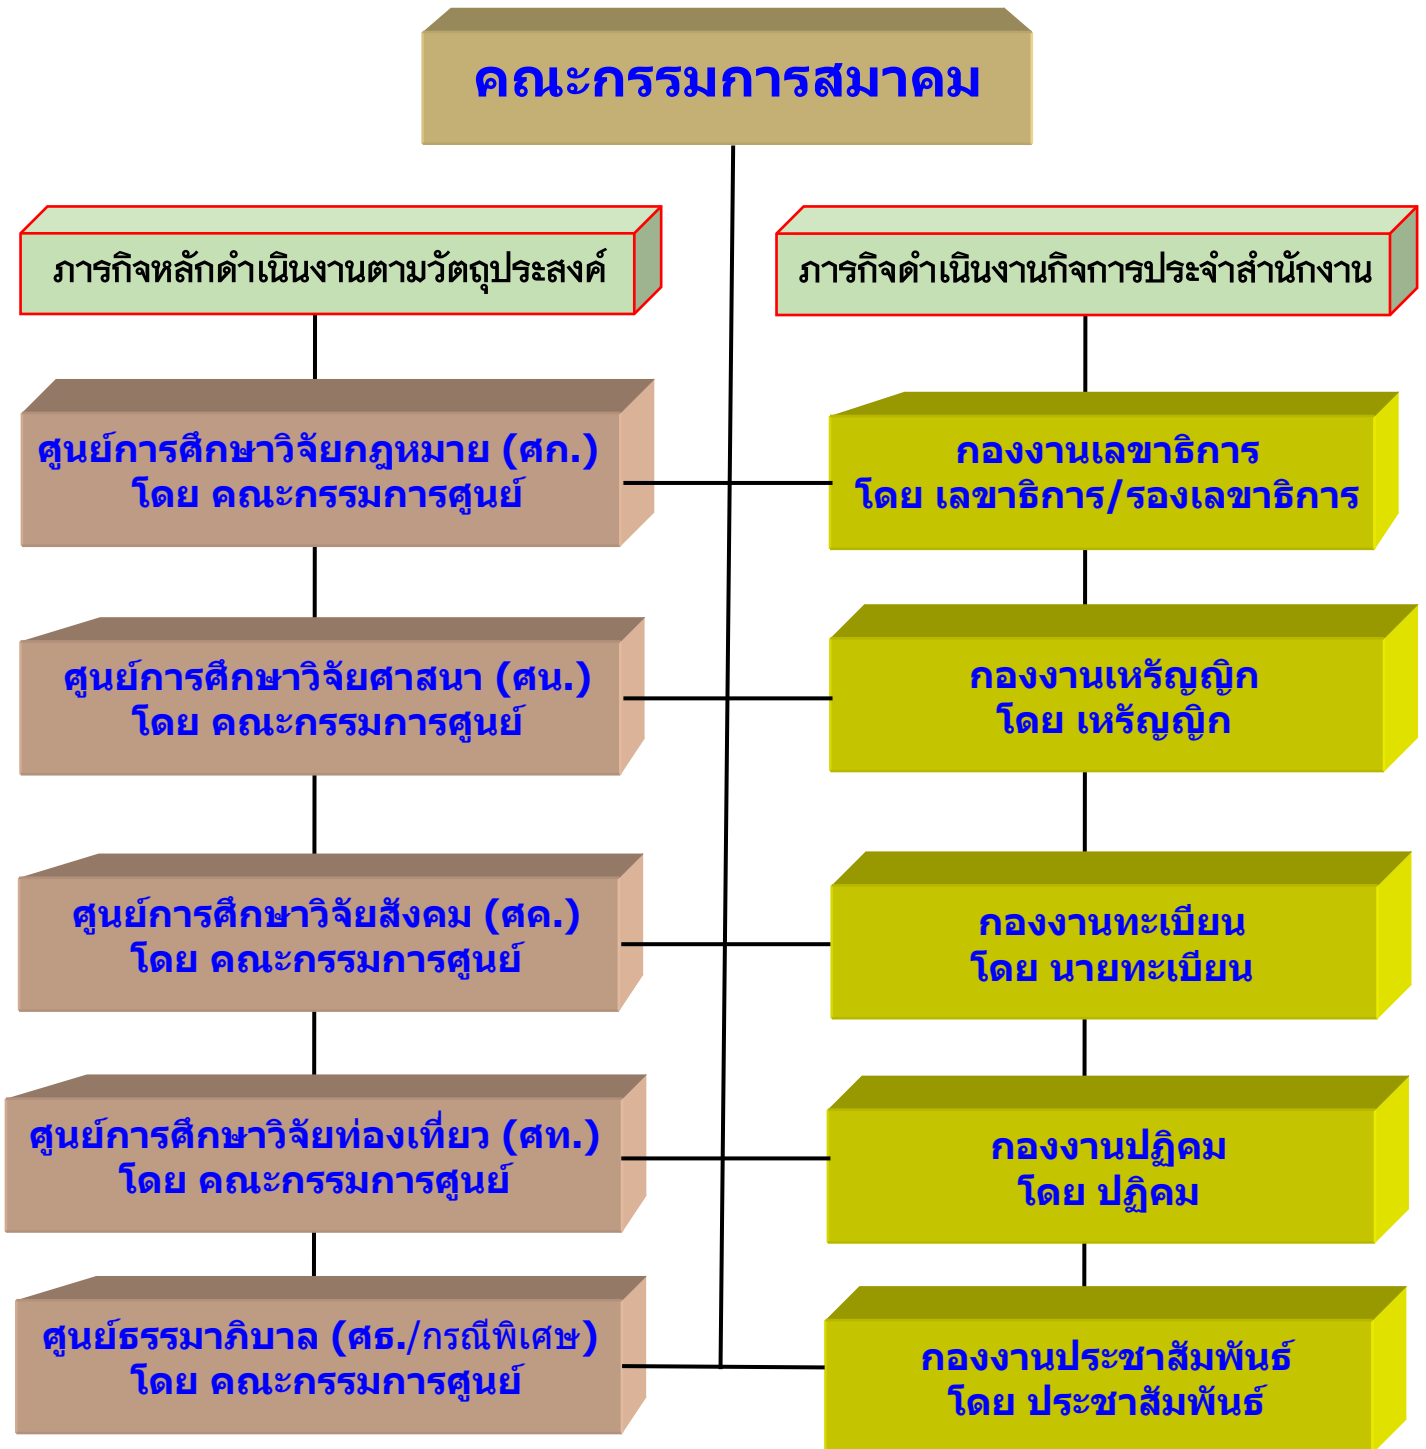 คณะกรรมการสมาคม
ภารกิจหลักดำเนินงานตามวัตถุประสงค์
ภารกิจดำเนินงานกิจการประจำสำนักงาน
ศูนย์การศึกษาวิจัยกฎหมาย (ศก.)
โดย คณะกรรมการศูนย์
กองงานเลขาธิการ
โดย เลขาธิการ/รองเลขาธิการ
ศูนย์การศึกษาวิจัยศาสนา (ศน.)
โดย คณะกรรมการศูนย์
กองงานเหรัญญิก
โดย เหรัญญิก
ศูนย์การศึกษาวิจัยสังคม (ศค.)
โดย คณะกรรมการศูนย์
กองงานทะเบียน
โดย นายทะเบียน
ศูนย์การศึกษาวิจัยท่องเที่ยว (ศท.)
โดย คณะกรรมการศูนย์
กองงานปฏิคม
โดย ปฏิคม
ศูนย์ธรรมาภิบาล (ศธ./กรณีพิเศษ)
โดย คณะกรรมการศูนย์
กองงานประชาสัมพันธ์
โดย ประชาสัมพันธ์